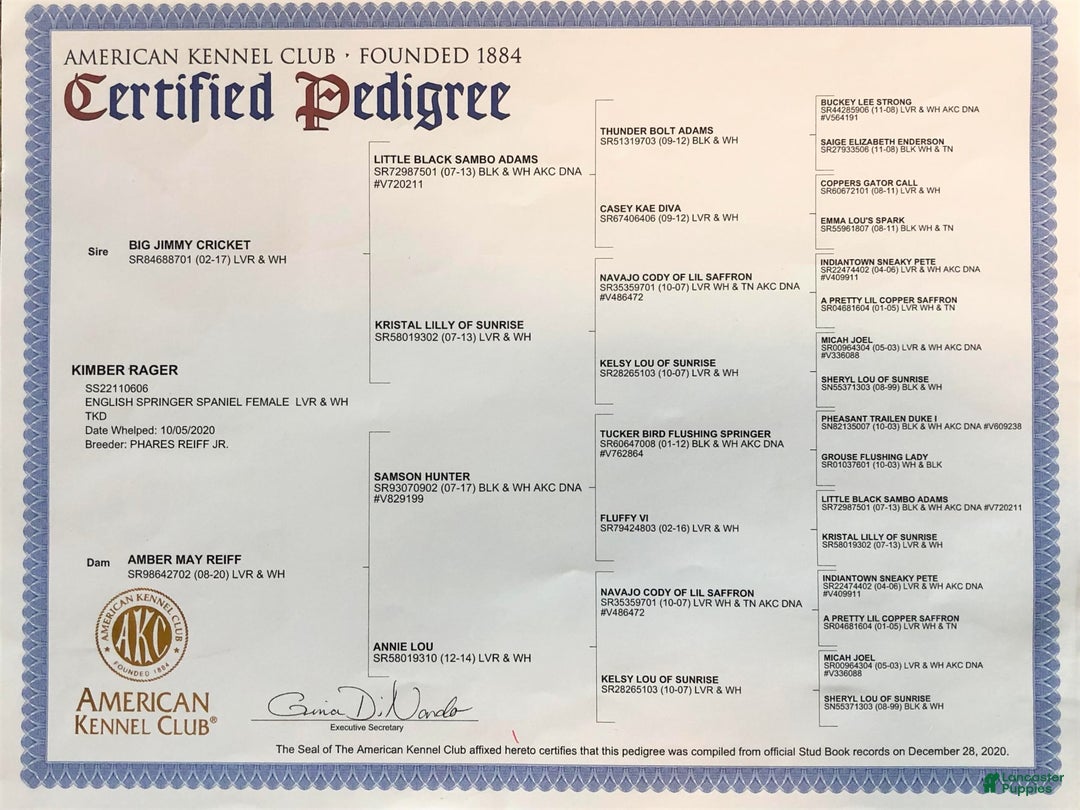 AMERICAN KENNEL CLUB · FOUNDED 1884
Certified Pedigree
Sire
BIG JIMMY CRICKET
SR84688701 (02-17) LVR & WH
KIMBER RAGER
SS22110606
ENGLISH SPRINGER SPANIEL FEMALE LVR & WH
TKD
Date Whelped: 10/05/2020
Breeder: PHARES REIFF JR.
Dam
AMBER MAY REIFF
SR98642702 (08-20) LVR & WH
LITTLE BLACK SAMBO ADAMS
SR72987501 (07-13) BLK & WH AKC DNA
#V720211
KRISTAL LILLY OF SUNRISE
SR58019302 (07-13) LVR & WH
SAMSON HUNTER
SR93070902 (07-17) BLK & WH AKC DNA
#V829199
ANNIE LOU
SR58019310 (12-14) LVR & WH
THUNDER BOLT ADAMS
SR51319703 (09-12) BLK & WH
CASEY KAE DIVA
SR67406406 (09-12) LVR & WH
NAVAJO CODY OF LIL SAFFRON
SR35359701 (10-07) LVR WH & TN AKC DNA
#V486472
KELSY LOU OF SUNRISE
SR28265103 (10-07) LVR & WH
TUCKER BIRD FLUSHING SPRINGER
SR60647008 (01-12) BLK & WH AKC DNA
#V762864
FLUFFY VI
SR79424803 (02-16) LVR & WH
NAVAJO CODY OF LIL SAFFRON
SR35359701 (10-07) LVR WH & TN AKC DNA
#V486472
KELSY LOU OF SUNRISE
SR28265103 (10-07) LVR & WH
BUCKEY LEE STRONG
SR44285906 (11-08) LVR & WH AKC DNA
#V564191
SAIGE ELIZABETH ENDERSON
SR27933506 (11-08) BLK WH & TN
COPPERS GATOR CALL
SR60672101 (08-11) LVR & WH
EMMA LOU'S SPARK
SR55961807 (08-11) BLK WH & TN
INDIANTOWN SNEAKY PETE
SR22474402 (04-06) LVR & WH AKC DNA
#V409911
A PRETTY LIL COPPER SAFFRON
SR04681604 (01-05) LVR WH & TN
MICAH JOEL
SR00964304 (05-03) LVR & WH AKC DNA
#V336088
SHERYL LOU OF SUNRISE
SN55371303 (08-99) BLK & WH
PHEASANT TRAILEN DUKE I
SN82135007 (10-03) BLK & WH AKC DNA #V609238
GROUSE FLUSHING LADY
SR01037601 (10-03) WH & BLK
LITTLE BLACK SAMBO ADAMS
SR72987501 (07-13) BLK & WH AKC DNA #V720211
KRISTAL LILLY OF SUNRISE
SR58019302 (07-13) LVR & WH
INDIANTOWN SNEAKY PETE
SR22474402 (04-06) LVR & WH AKC DNA
#V409911
A PRETTY LIL COPPER SAFFRON
SR04681604 (01-05) LVR WH & TN
MICAH JOEL
SR00964304 (05-03) LVR & WH AKC DNA
#V336088
SHERYL LOU OF SUNRISE
SN55371303 (08-99) BLK & WH
AMERICAN KENNEL CLUB
AKC
FOUNDED 1884
AMERICAN
KENNEL CLUB®
Gina DiNardo
Executive Secretary
The Seal of The American Kennel Club affixed hereto certifies that this pedigree was compiled from official Stud Book records on December 28, 2020.
Lancaster
Puppies